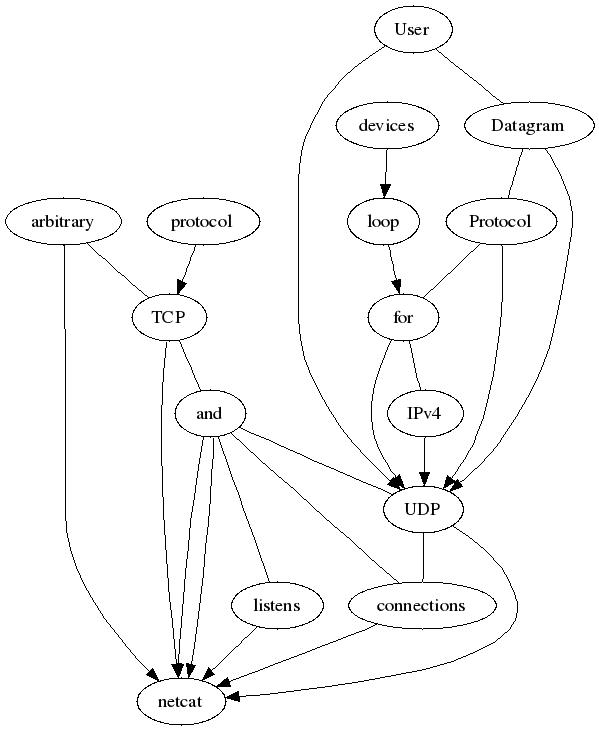 User
devices
Datagram
arbitrary
protocol
loop
Protocol
TCP
for
and
IPv4
UDP
listens
connections
netcat